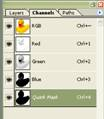 Layers Channels Paths
RGB Ctrl+~
Red Ctrl+1
Green Ctrl+2
Blue Ctrl+3
Quick Mask Ctrl+4